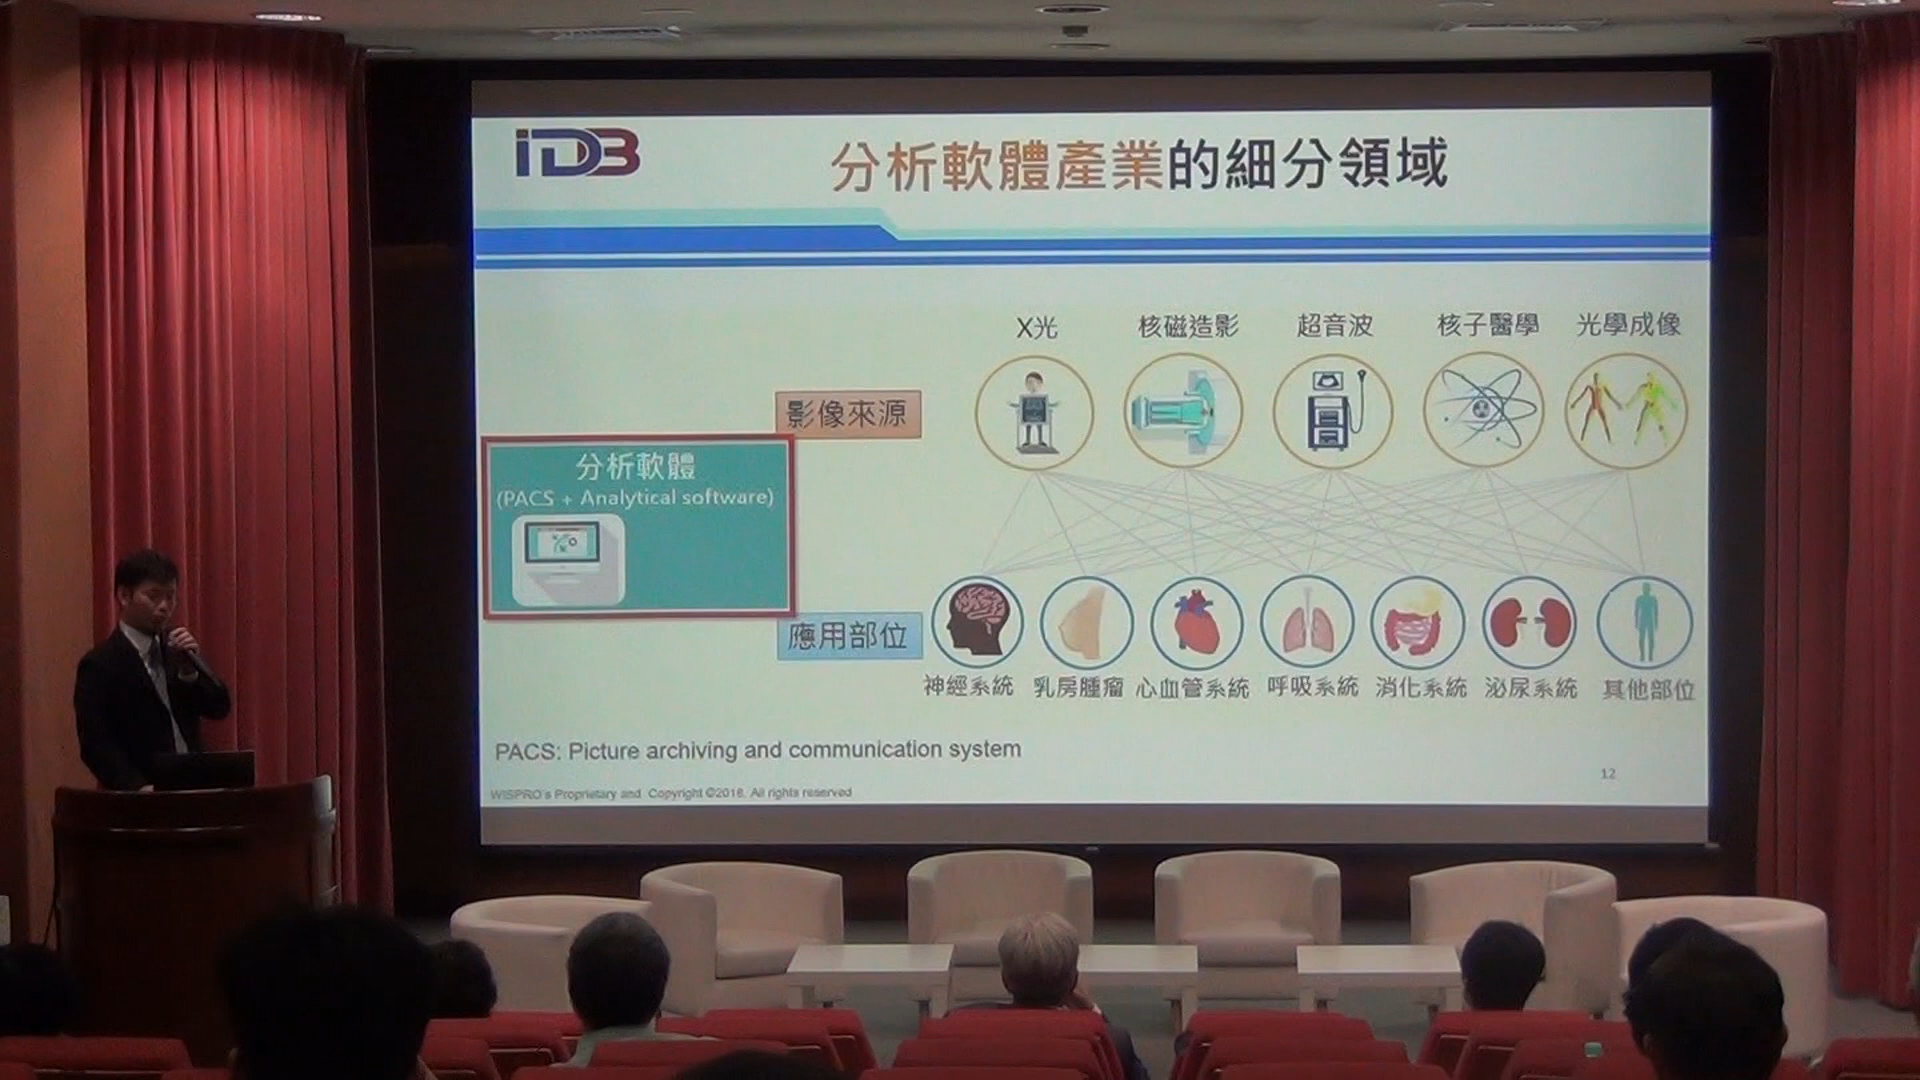 iDB
分析軟體產業的細分領域
X光
核磁造影
超音波
核子醫學
光學成像
影像來源
分析軟體
(PACS + Analytical software)
應用部位
神經系統
乳房腫瘤
心血管系統
呼吸系統
消化系統
泌尿系統
其他部位
PACS: Picture archiving and communication system
12
WISPRO's Proprietary and Copyright ©2018. All rights reserved